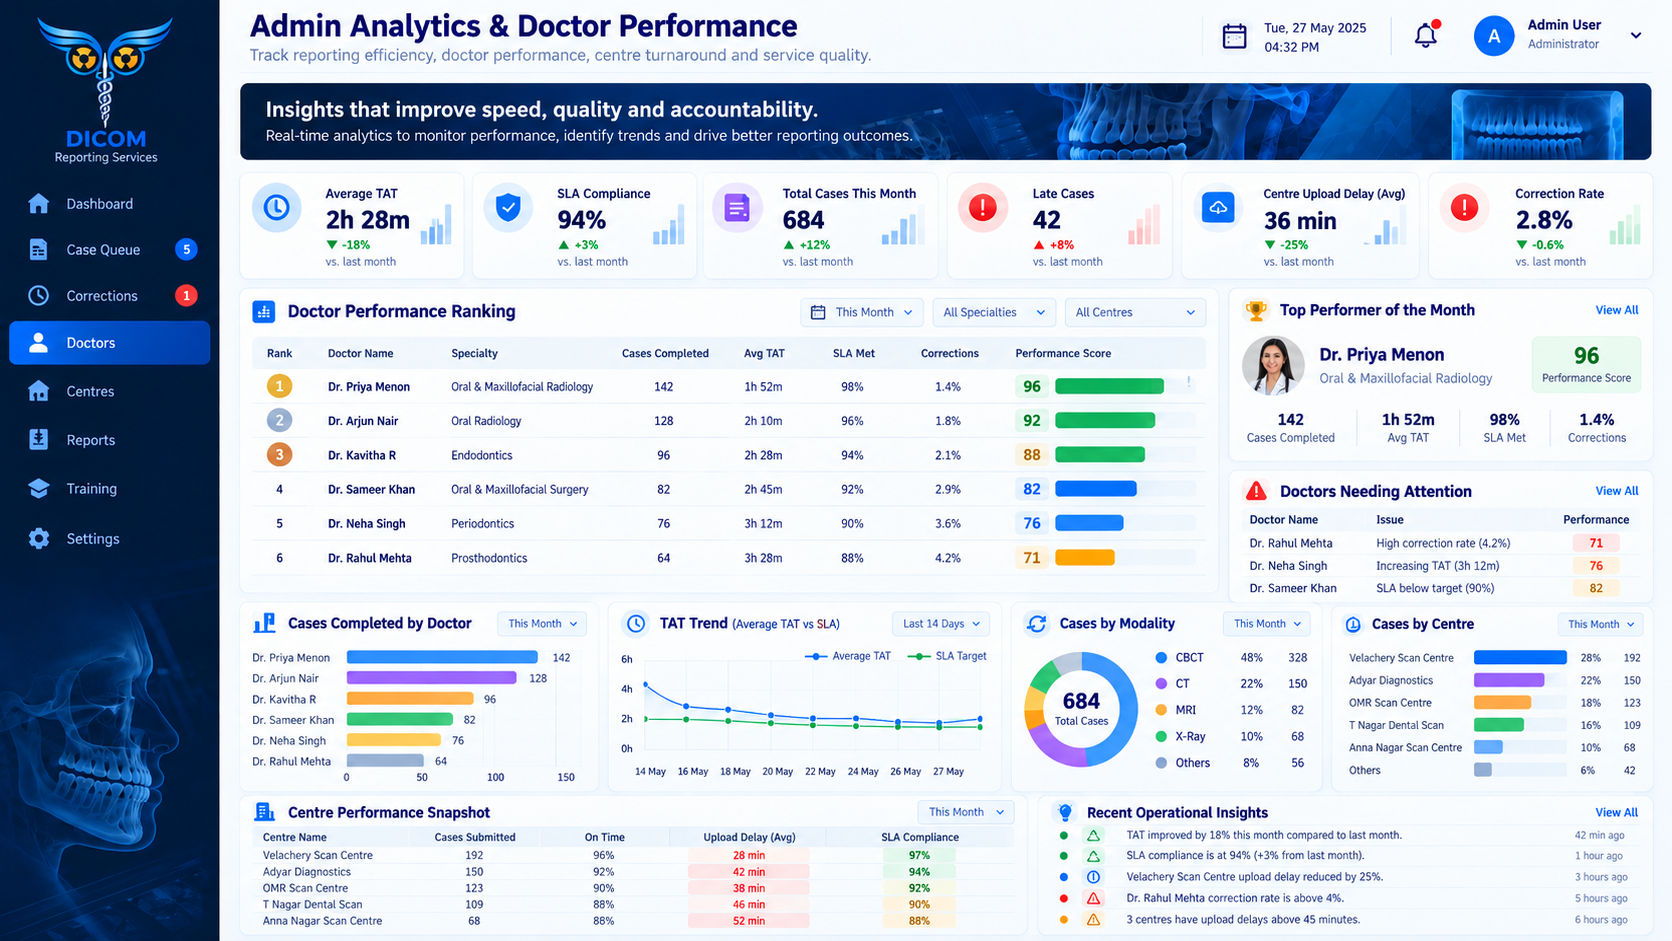 DICOM
Reporting Services
Dashboard
Case Queue 5
Corrections 1
Doctors
Centres
Reports
Training
Settings
Admin Analytics & Doctor Performance
Track reporting efficiency, doctor performance, centre turnaround and service quality.
Tue, 27 May 2025
04:32 PM
A
Admin User
Administrator
Insights that improve speed, quality and accountability.
Real-time analytics to monitor performance, identify trends and drive better reporting outcomes.
Average TAT
2h 28m
▼ -18%
vs. last month
SLA Compliance
94%
▲ +3%
vs. last month
Total Cases This Month
684
▲ +12%
vs. last month
Late Cases
42
▲ +8%
vs. last month
Centre Upload Delay (Avg)
36 min
▼ -25%
vs. last month
Correction Rate
2.8%
▼ -0.6%
vs. last month
Doctor Performance Ranking
This Month
All Specialties
All Centres
Rank Doctor Name Specialty Cases Completed Avg TAT SLA Met Corrections Performance Score
1 Dr. Priya Menon Oral & Maxillofacial Radiology 142 1h 52m 98% 1.4% 96
2 Dr. Arjun Nair Oral Radiology 128 2h 10m 96% 1.8% 92
3 Dr. Kavitha R Endodontics 96 2h 28m 94% 2.1% 88
4 Dr. Sameer Khan Oral & Maxillofacial Surgery 82 2h 45m 92% 2.9% 82
5 Dr. Neha Singh Periodontics 76 3h 12m 90% 3.6% 76
6 Dr. Rahul Mehta Prosthodontics 64 3h 28m 88% 4.2% 71
Top Performer of the Month
View All
Dr. Priya Menon
Oral & Maxillofacial Radiology
96
Performance Score
142 1h 52m 98% 1.4%
Cases Completed Avg TAT SLA Met Corrections
Doctors Needing Attention
View All
Doctor Name Issue Performance
Dr. Rahul Mehta High correction rate (4.2%) 71
Dr. Neha Singh Increasing TAT (3h 12m) 76
Dr. Sameer Khan SLA below target (90%) 82
Cases Completed by Doctor
This Month
Dr. Priya Menon 142
Dr. Arjun Nair 128
Dr. Kavitha R 96
Dr. Sameer Khan 82
Dr. Neha Singh 76
Dr. Rahul Mehta 64
0 50 100 150
TAT Trend (Average TAT vs SLA)
Last 14 Days
Average TAT SLA Target
6h
4h
2h
0h
14 May 16 May 18 May 20 May 22 May 24 May 26 May 27 May
Cases by Modality
This Month
684
Total Cases
CBCT 48% 328
CT 22% 150
MRI 12% 82
X-Ray 10% 68
Others 8% 56
Cases by Centre
This Month
Velachery Scan Centre 28% 192
Adyar Diagnostics 22% 150
OMR Scan Centre 18% 123
T Nagar Dental Scan 16% 109
Anna Nagar Scan Centre 10% 68
Others 6% 42
Centre Performance Snapshot
This Month
Centre Name Cases Submitted On Time Upload Delay (Avg) SLA Compliance
Velachery Scan Centre 192 96% 28 min 97%
Adyar Diagnostics 150 92% 42 min 94%
OMR Scan Centre 123 90% 38 min 92%
T Nagar Dental Scan 109 88% 46 min 90%
Anna Nagar Scan Centre 68 88% 52 min 88%
Recent Operational Insights
View All
TAT improved by 18% this month compared to last month. 42 min ago
SLA compliance is at 94% (+3% from last month). 1 hour ago
Velachery Scan Centre upload delay reduced by 25%. 3 hours ago
Dr. Rahul Mehta correction rate is above 4%. 5 hours ago
3 centres have upload delays above 45 minutes. 6 hours ago